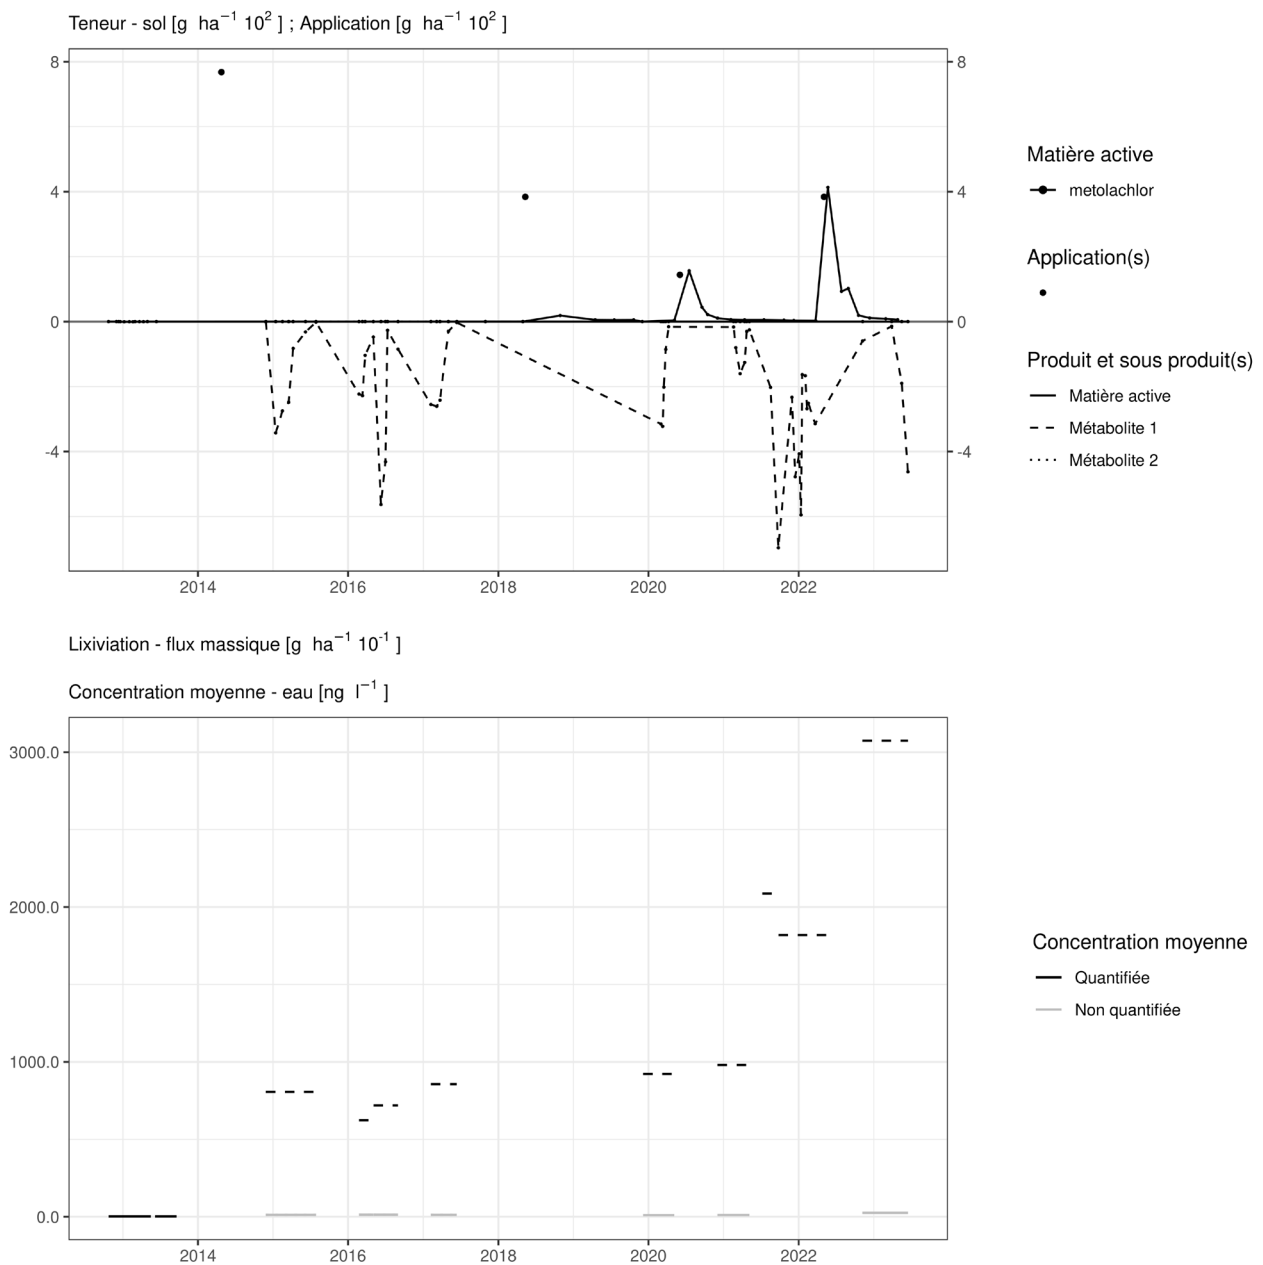 Teneur - sol [g ha⁻¹ 10² ] ; Application [g ha⁻¹ 10² ]
8
4
0
-4
8
4
0
-4
2014
2016
2018
2020
2022
Matière active
metolachlor
Application(s)
Produit et sous produit(s)
Matière active
Métabolite 1
Métabolite 2
Lixiviation - flux massique [g ha⁻¹ 10⁻¹ ]
Concentration moyenne - eau [ng l⁻¹ ]
3000.0
2000.0
1000.0
0.0
2014
2016
2018
2020
2022
Concentration moyenne
Quantifiée
Non quantifiée